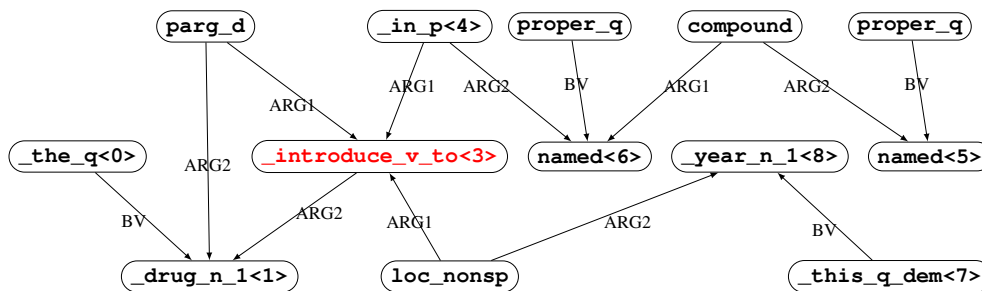 parg_d _in_p<4> proper_q compound proper_q
ARG1 ARG1 ARG2 BV ARG1 ARG2 BV
_the_q<0> _introduce_v_to<3> named<6> _year_n_1<8> named<5>
ARG2
BV ARG2 ARG1 ARG2 BV
_drug_n_1<1> loc_nonsp _this_q_dem<7>